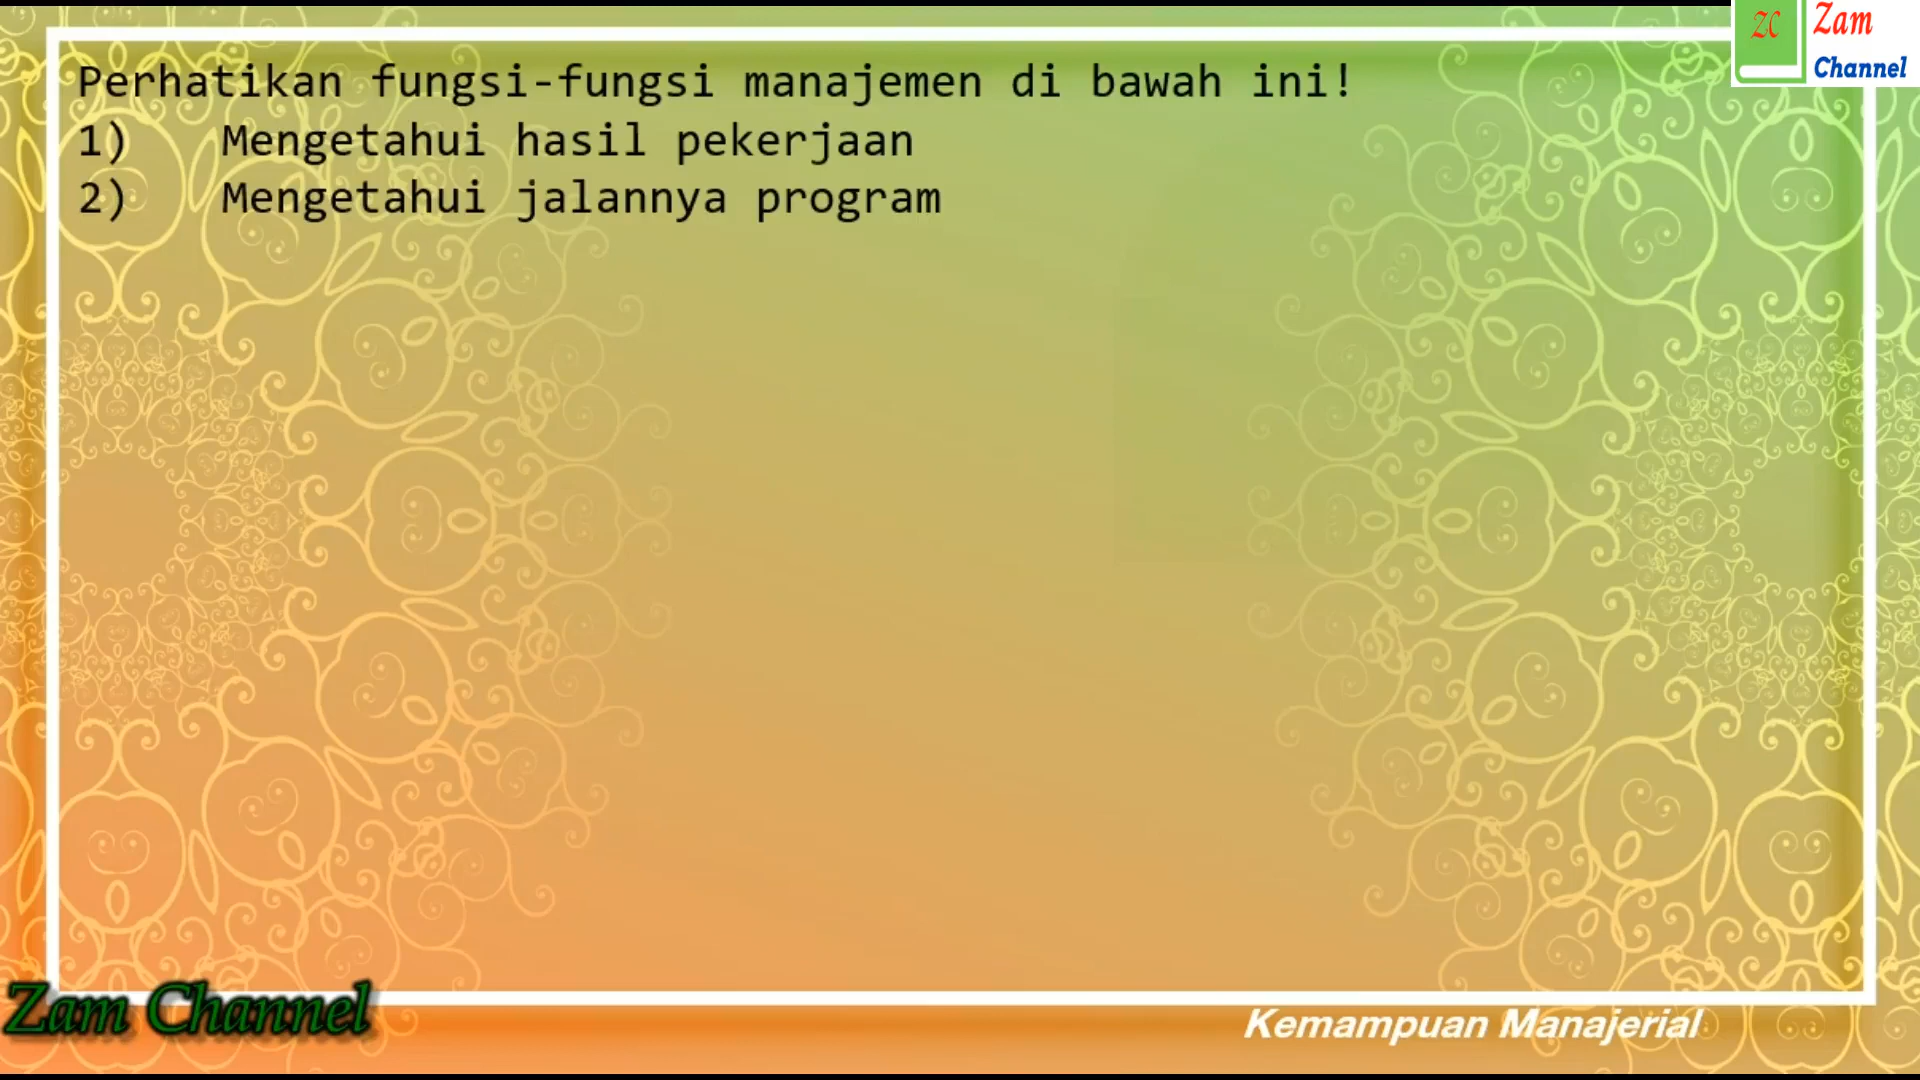 ZC Zam
Channel
Perhatikan fungsi-fungsi manajemen di bawah ini!
1) Mengetahui hasil pekerjaan
2) Mengetahui jalannya program
Zam Channel
Kemampuan Manajerial